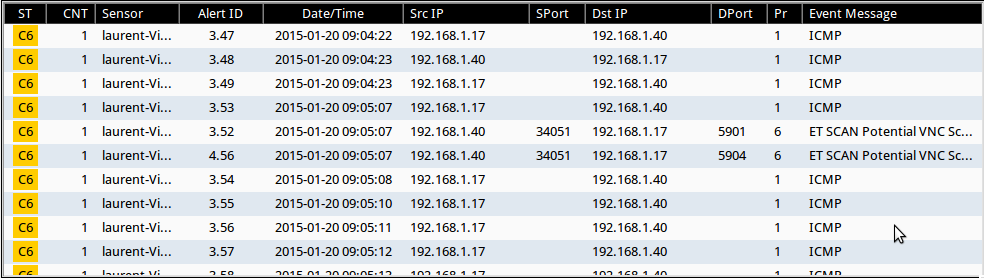 ST CNT Sensor Alert ID Date/Time Src IP SPort Dst IP DPort Pr Event Message
C6 1 laurent-Vi... 3.47 2015-01-20 09:04:22 192.168.1.17 192.168.1.40 1 ICMP
C6 1 laurent-Vi... 3.48 2015-01-20 09:04:23 192.168.1.40 192.168.1.17 1 ICMP
C6 1 laurent-Vi... 3.49 2015-01-20 09:04:23 192.168.1.17 192.168.1.40 1 ICMP
C6 1 laurent-Vi... 3.53 2015-01-20 09:05:07 192.168.1.17 192.168.1.40 1 ICMP
C6 1 laurent-Vi... 3.52 2015-01-20 09:05:07 192.168.1.40 34051 192.168.1.17 5901 6 ET SCAN Potential VNC Sc...
C6 1 laurent-Vi... 4.56 2015-01-20 09:05:07 192.168.1.40 34051 192.168.1.17 5904 6 ET SCAN Potential VNC Sc...
C6 1 laurent-Vi... 3.54 2015-01-20 09:05:08 192.168.1.17 192.168.1.40 1 ICMP
C6 1 laurent-Vi... 3.55 2015-01-20 09:05:10 192.168.1.17 192.168.1.40 1 ICMP
C6 1 laurent-Vi... 3.56 2015-01-20 09:05:11 192.168.1.17 192.168.1.40 1 ICMP
C6 1 laurent-Vi... 3.57 2015-01-20 09:05:12 192.168.1.17 192.168.1.40 1 ICMP
C6 1 laurent-Vi... 3.58 2015-01-20 09:05:13 192.168.1.17 192.168.1.40 1 ICMP